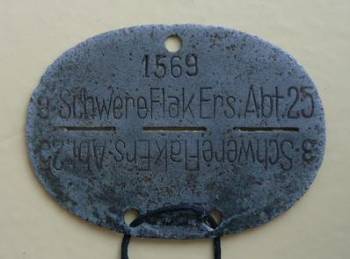 1569
3.Schwere Flak Ers. Abt.25
3.Schwere Flak Ers.Abt.25